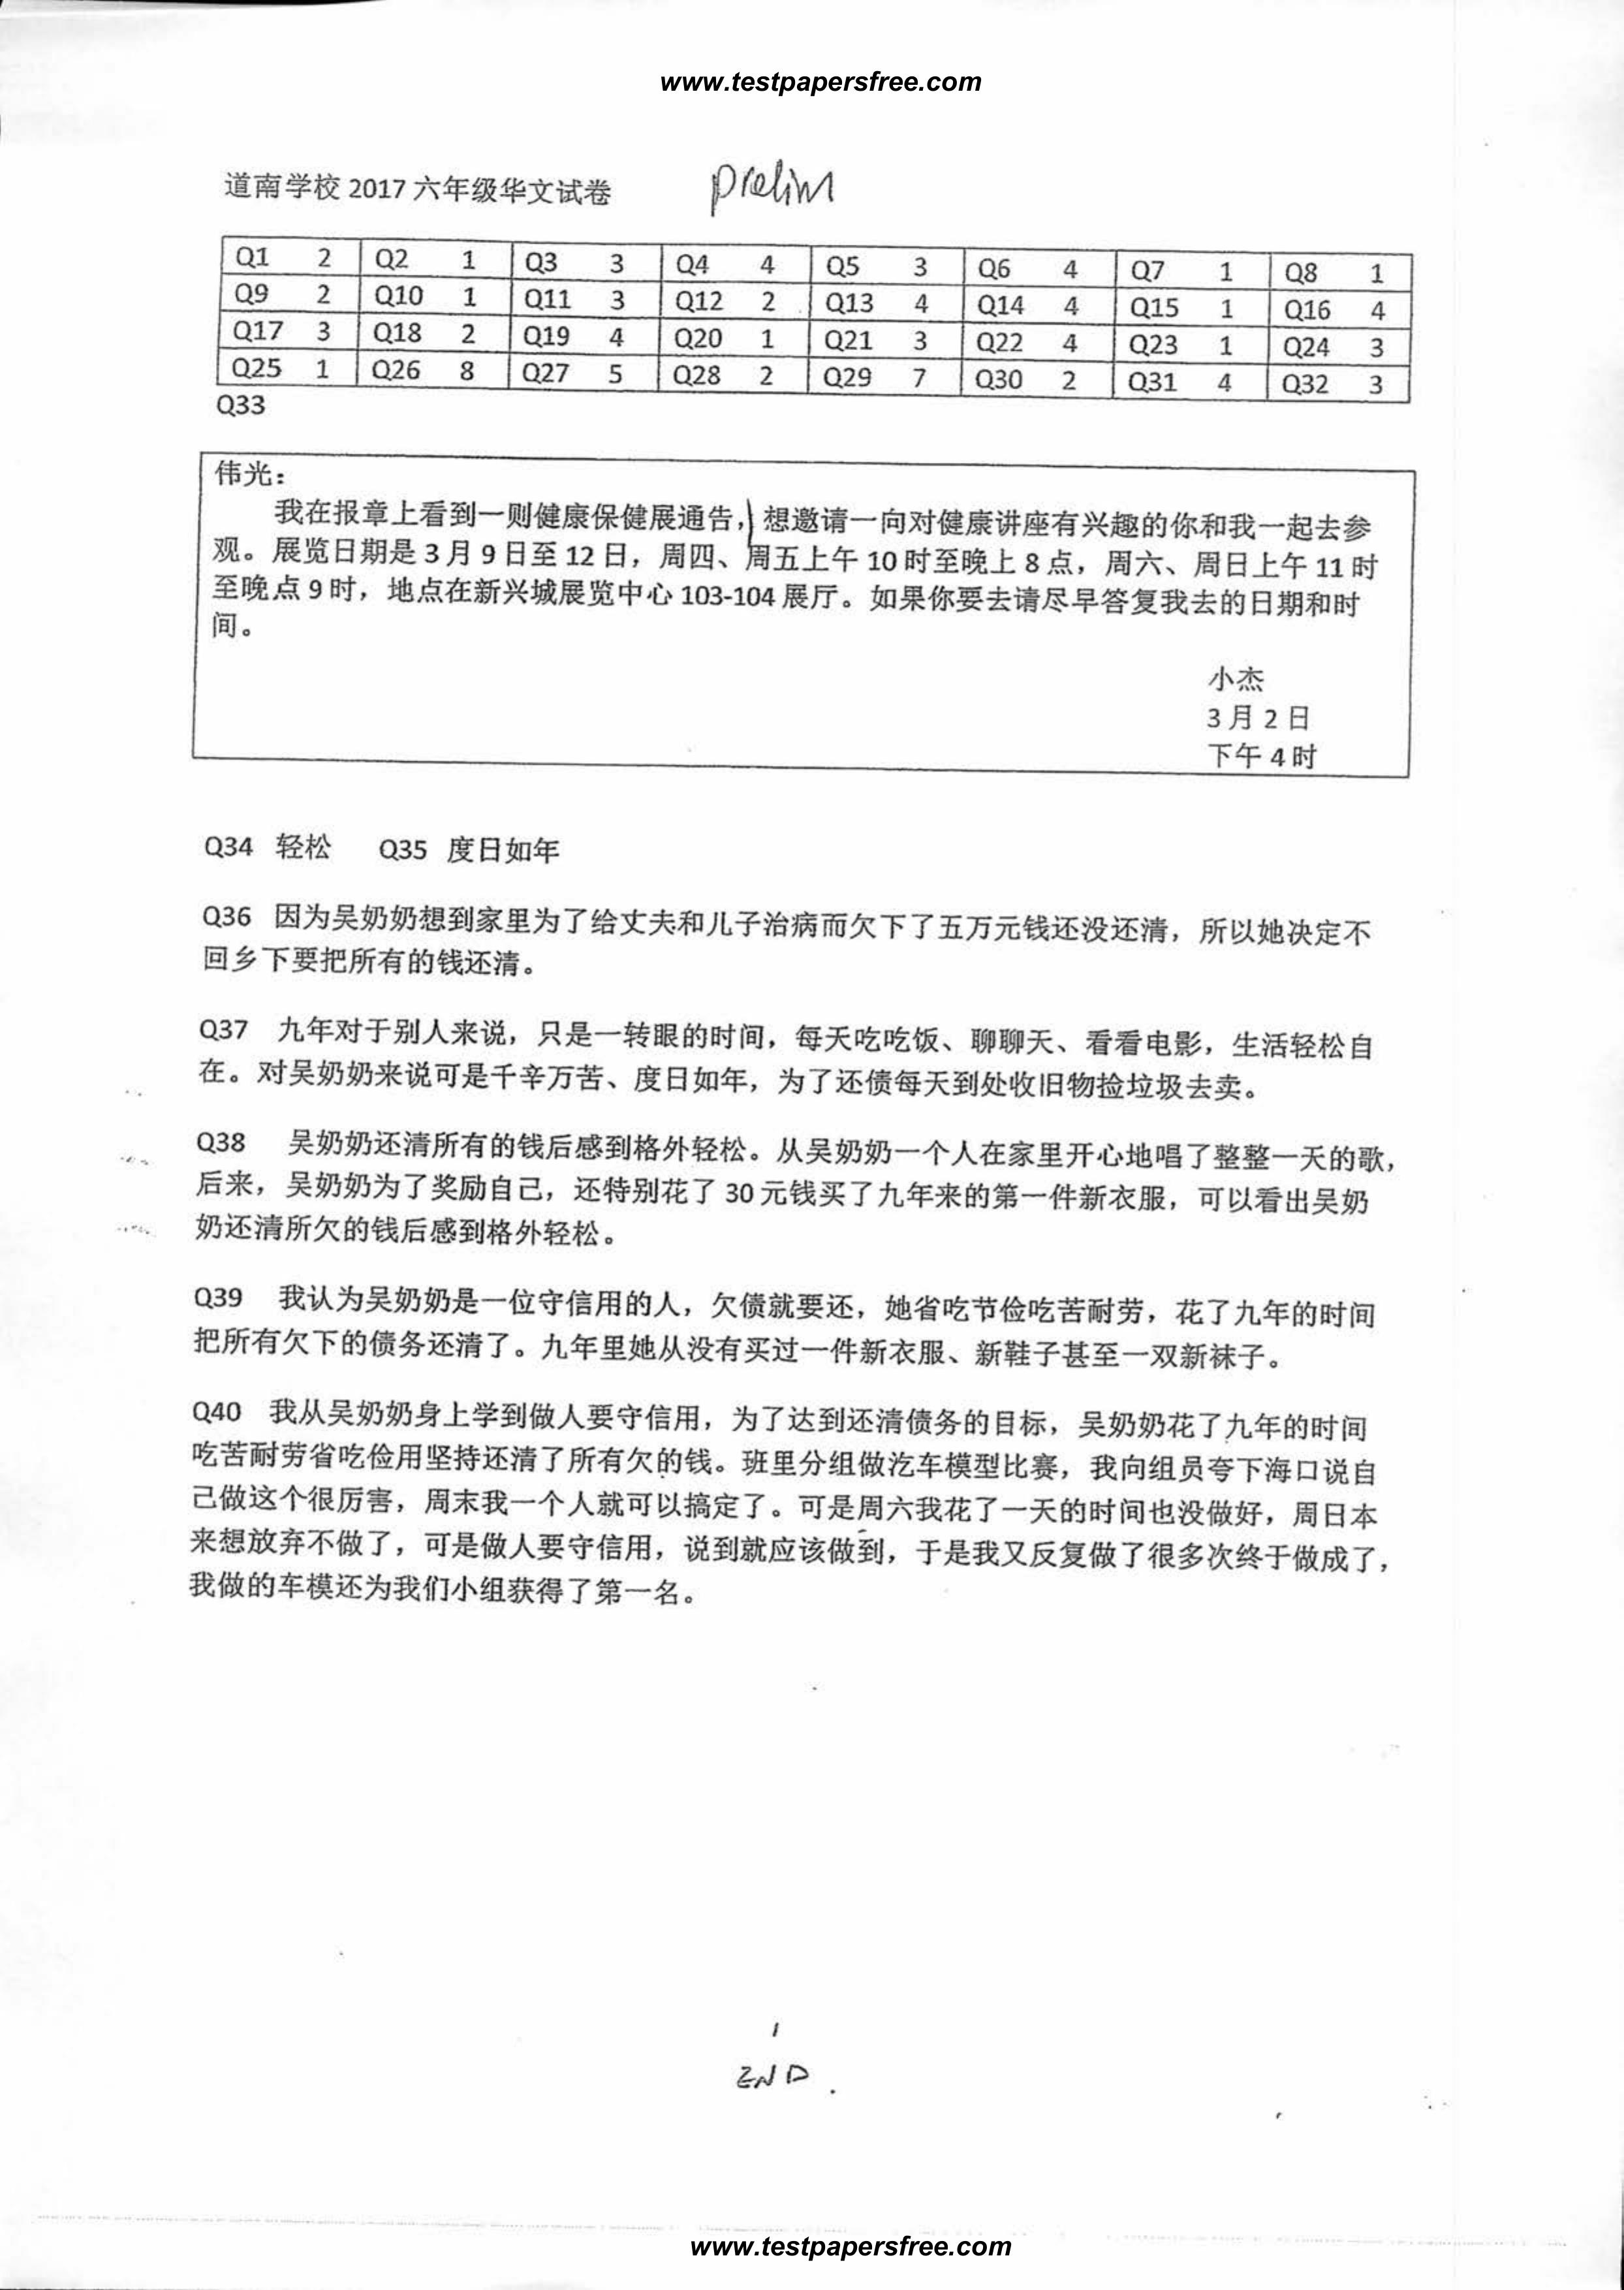 www.testpapersfree.com
道南学校 2017 六年级华文试卷 prelim
Q1 2 Q2 1 Q3 3 Q4 4 Q5 3 Q6 4 Q7 1 Q8 1
Q9 2 Q10 1 Q11 3 Q12 2 Q13 4 Q14 4 Q15 1 Q16 4
Q17 3 Q18 2 Q19 4 Q20 1 Q21 3 Q22 4 Q23 1 Q24 3
Q25 1 Q26 8 Q27 5 Q28 2 Q29 7 Q30 2 Q31 4 Q32 3
Q33
伟光：
我在报章上看到一则健康保健展通告，想邀请一向对健康讲座有兴趣的你和我一起去参
观。展览日期是 3 月 9 日至 12 日，周四、周五上午 10 时至晚上 8 点，周六、周日上午 11 时
至晚点 9 时，地点在新兴城展览中心 103-104 展厅。如果你要去请尽早答复我去的日期和时
间。
小杰
3 月 2 日
下午 4 时
Q34 轻松 Q35 度日如年
Q36 因为吴奶奶想到家里为了给丈夫和儿子治病而欠下了五万元钱还没还清，所以她决定不
回乡下要把所有的钱还清。
Q37 九年对于别人来说，只是一转眼的时间，每天吃吃饭、聊聊天、看看电影，生活轻松自
在。对吴奶奶来说可是千辛万苦、度日如年，为了还债每天到处收旧物捡垃圾去卖。
Q38 吴奶奶还清所有的钱后感到格外轻松。从吴奶奶一个人在家里开心地唱了整整一天的歌，
后来，吴奶奶为了奖励自己，还特别花了 30 元钱买了九年来的第一件新衣服，可以看出吴奶
奶还清所欠的钱后感到格外轻松。
Q39 我认为吴奶奶是一位守信用的人，欠债就要还，她省吃节俭吃苦耐劳，花了九年的时间
把所有欠下的债务还清了。九年里她从没有买过一件新衣服、新鞋子甚至一双新袜子。
Q40 我从吴奶奶身上学到做人要守信用，为了达到还清债务的目标，吴奶奶花了九年的时间
吃苦耐劳省吃俭用坚持还清了所有欠的钱。班里分组做汽车模型比赛，我向组员夸下海口说自
己做这个很厉害，周末我一个人就可以搞定了。可是周六我花了一天的时间也没做好，周日本
来想放弃不做了，可是做人要守信用，说到就应该做到，于是我又反复做了很多次终于做成了，
我做的车模还为我们小组获得了第一名。
END
www.testpapersfree.com